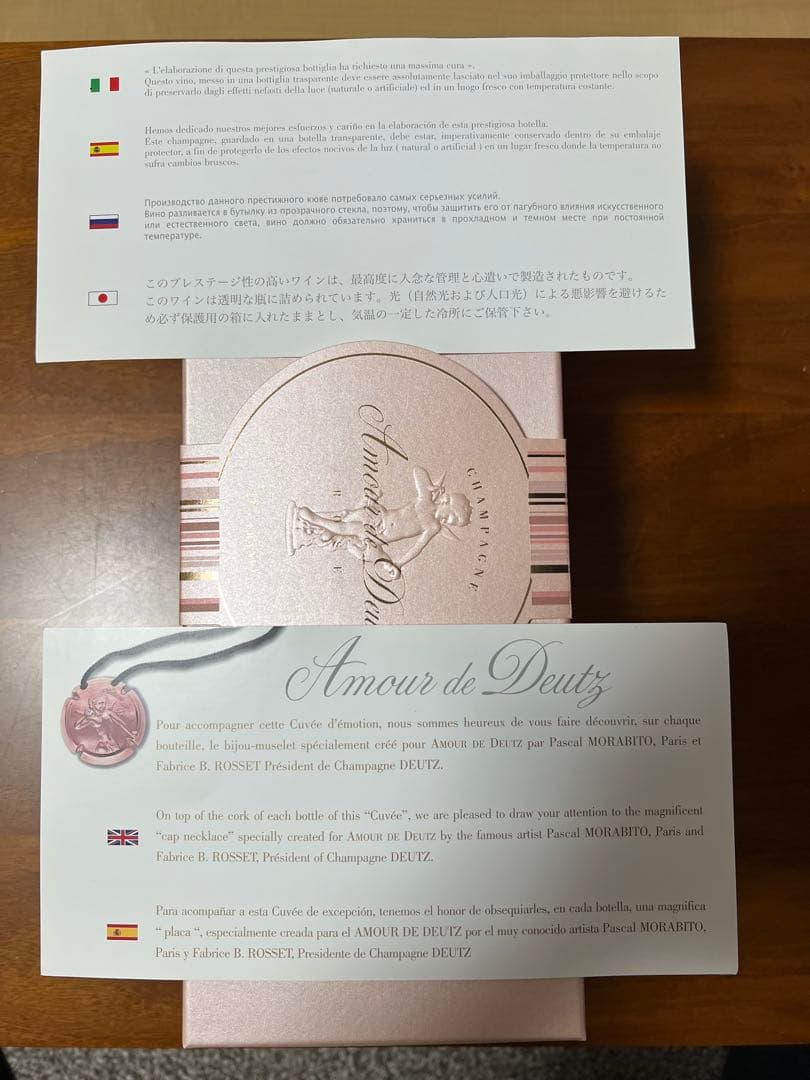 « L'elaborazione di questa prestigiosa bottiglia ha richiesto una massima cura ».
Questo vino, messo in una bottiglia trasparente deve essere assolutamente lasciato nel suo imballaggio protettore nello scopo
di preservarlo dagli effetti nefasti della luce (naturale o artificiale) ed in un luogo fresco con temperatura costante.
Hemos dedicado nuestros mejores esfuerzos y cariño en la elaboración de esta prestigiosa botella.
Este champagne, guardado en una botella transparente, debe estar, imperativamente conservado dentro de su embalaje
protector, a fin de protegerlo de los efectos nocivos de la luz ( natural o artificial ) en un lugar fresco donde la temperatura no
sufra cambios bruscos.
Производство данного престижного кюве потребовало самых серьезных усилий.
Вино разливается в бутылку из прозрачного стекла, поэтому, чтобы защитить его от пагубного влияния искусственного
или естественного света, вино должно обязательно храниться в прохладном и темном месте при постоянной
температуре.
このプレステージ性の高いワインは、最高度に入念な管理と心遣いで製造されたものです。
このワインは透明な瓶に詰められています。光（自然光および人口光）による悪影響を避けるた
め必ず保護用の箱に入れたままとし、気温の一定した冷所にご保管下さい。
CHAMPAGNE
Amour de Deu
Amour de Deutz
Pour accompagner cette Cuvée d'émotion, nous sommes heureux de vous faire découvrir, sur chaque
bouteille, le bijou-muselet spécialement créé pour AMOUR DE DEUTZ par Pascal MORABITO, Paris et
Fabrice B. ROSSET Président de Champagne DEUTZ.
On top of the cork of each bottle of this “Cuvée”, we are pleased to draw your attention to the magnificent
“cap necklace” specially created for AMOUR DE DEUTZ by the famous artist Pascal MORABITO, Paris and
Fabrice B. ROSSET, Président of Champagne DEUTZ.
Para acompañar a esta Cuvée de excepción, tenemos el honor de obsequiarles, en cada botella, una magnifica
“ placa “, especialmente creada para el AMOUR DE DEUTZ por el muy conocido artista Pascal MORABITO,
Paris y Fabrice B. ROSSET, Presidente de Champagne DEUTZ